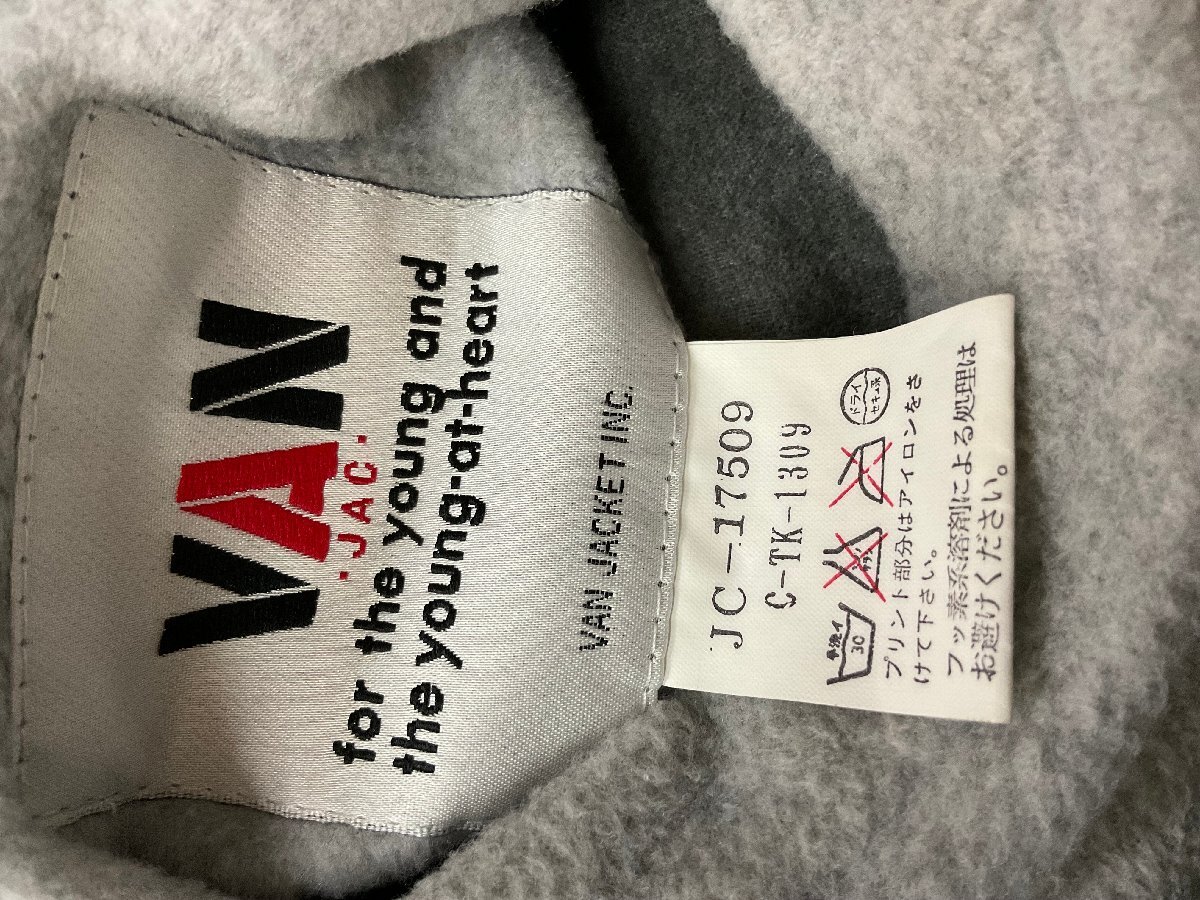 VAN
·JAC·
for the young and
the young-at-heart
VAN JACKET INC.
JC-17509
C-TK-1309
手洗イ
30
ドライ
セキユ系
プリント部分はアイロンをさ
けて下さい。
フッ素系溶剤による処理は
お避けください。